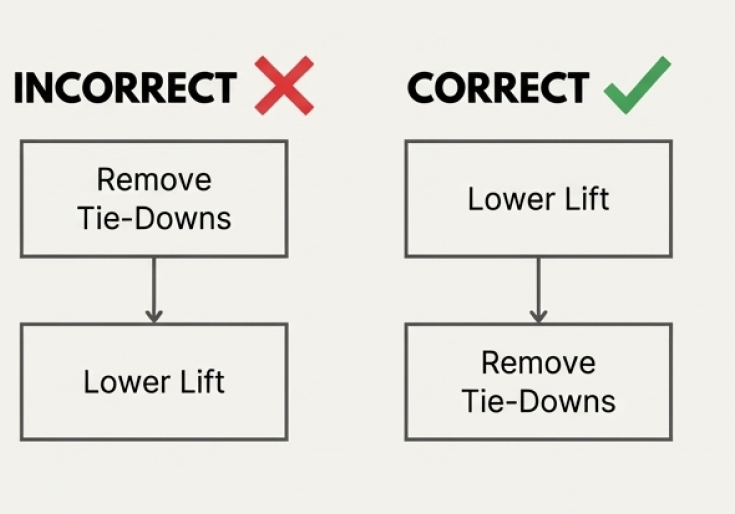 INCORRECT
Remove
Tie-Downs
Lower Lift
CORRECT
Lower Lift
Remove
Tie-Downs